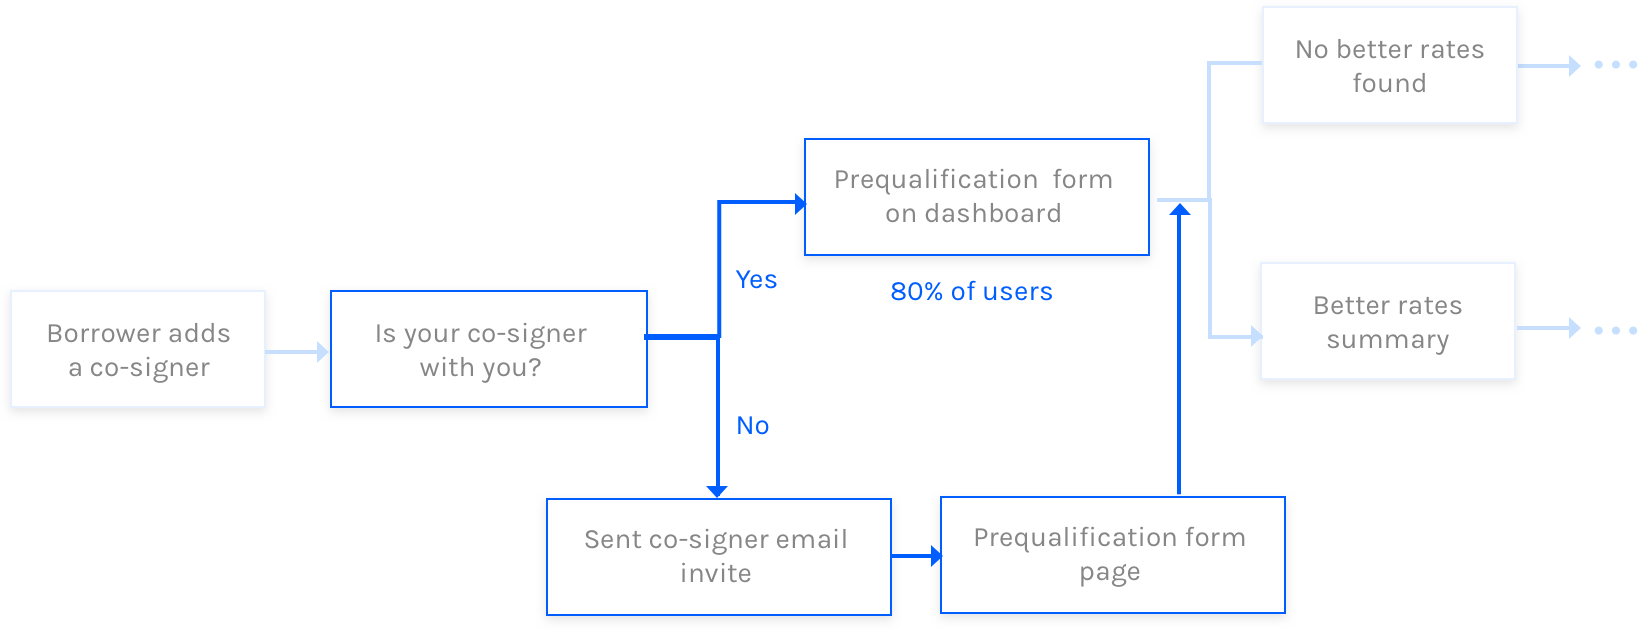 No better rates
found
Prequalification  form
on dashboard
Yes
80% of users
Borrower adds
a co-signer
Is your co-signer
with you?
Better rates
summary
No
Sent co-signer email
invite
Prequalification form
page